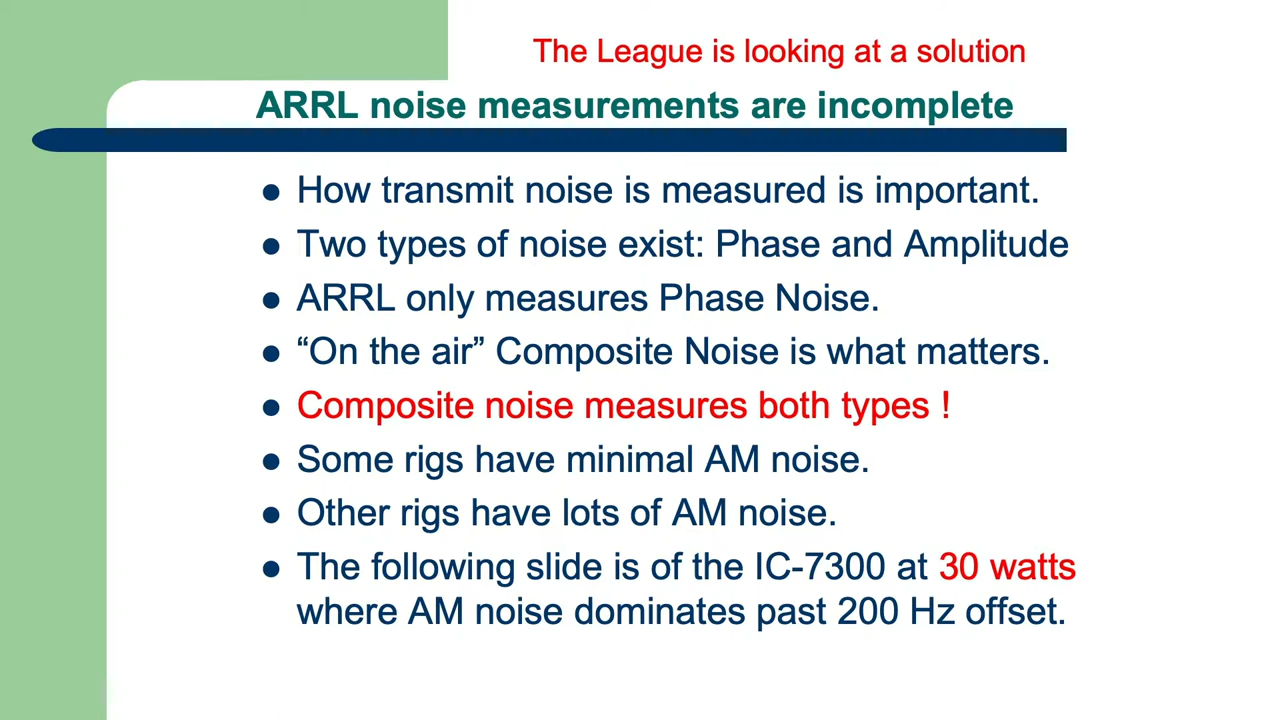 The League is looking at a solution
ARRL noise measurements are incomplete
● How transmit noise is measured is important.
● Two types of noise exist: Phase and Amplitude
● ARRL only measures Phase Noise.
● “On the air” Composite Noise is what matters.
● Composite noise measures both types !
● Some rigs have minimal AM noise.
● Other rigs have lots of AM noise.
● The following slide is of the IC-7300 at 30 watts
where AM noise dominates past 200 Hz offset.